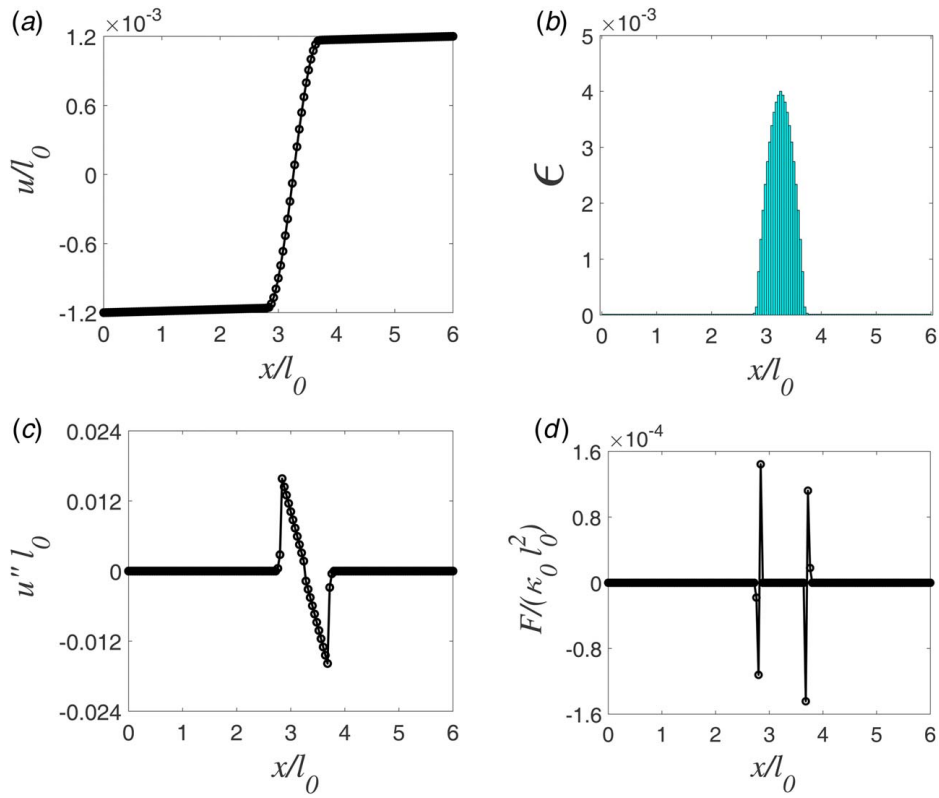 (a)
×10⁻³
1.2
0.6
0
-0.6
-1.2
u/l₀
0 1 2 3 4 5 6
x/l₀
(b)
×10⁻³
5
4
3
2
1
0
ϵ
0 1 2 3 4 5 6
x/l₀
(c)
0.024
0.012
0
-0.012
-0.024
u'' l₀
0 1 2 3 4 5 6
x/l₀
(d)
×10⁻⁴
1.6
0.8
0
-0.8
-1.6
F/(κ₀ l₀²)
0 1 2 3 4 5 6
x/l₀